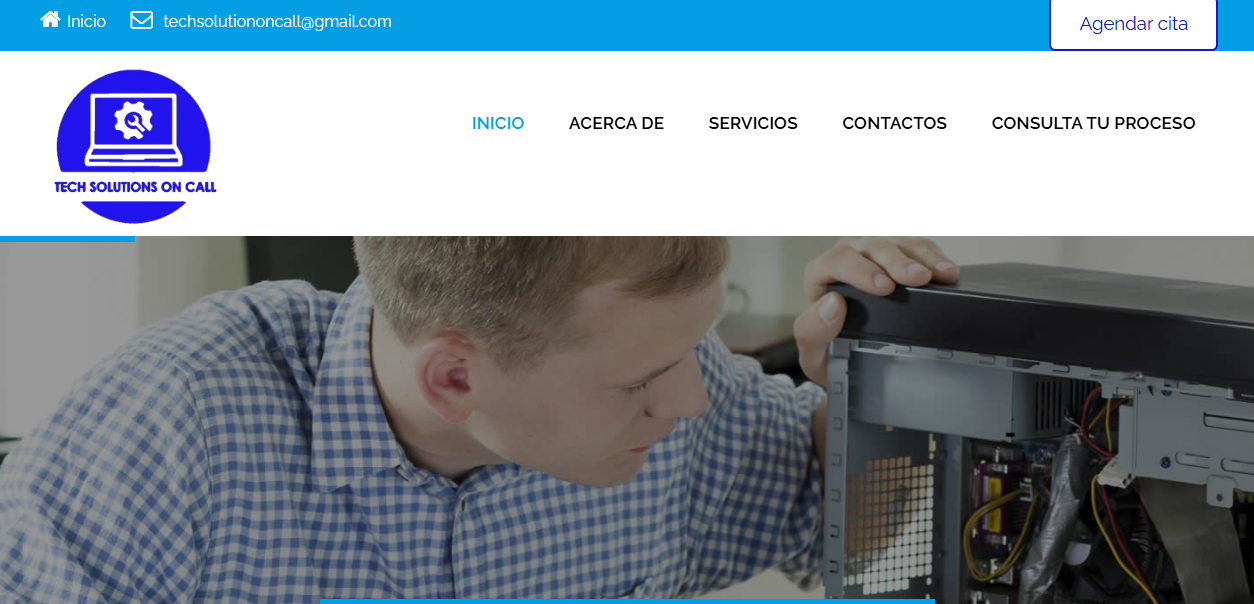 Inicio
techsolutiononcall@gmail.com
Agendar cita
TECH SOLUTIONS ON CALL
INICIO
ACERCA DE
SERVICIOS
CONTACTOS
CONSULTA TU PROCESO